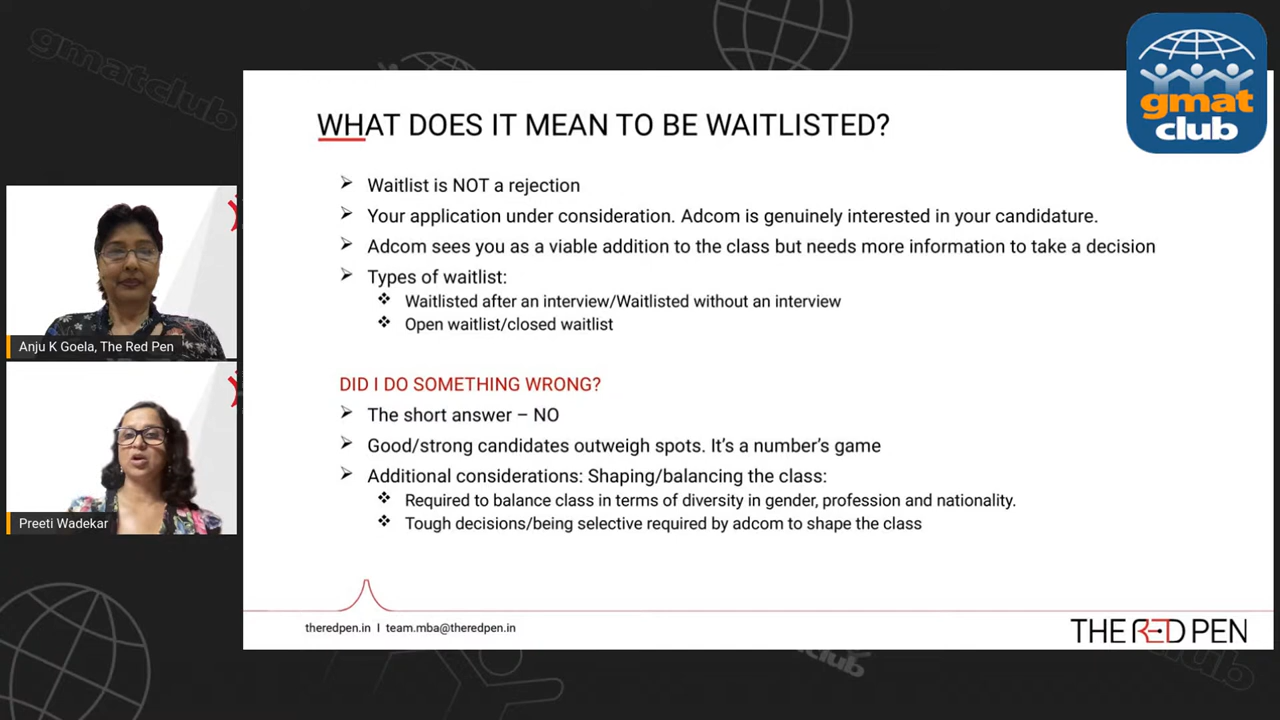 gmatclub
gmat
club
WHAT DOES IT MEAN TO BE WAITLISTED?
Waitlist is NOT a rejection
Your application under consideration. Adcom is genuinely interested in your candidature.
Adcom sees you as a viable addition to the class but needs more information to take a decision
Types of waitlist:
Waitlisted after an interview/Waitlisted without an interview
Open waitlist/closed waitlist
Anju K Goela, The Red Pen
DID I DO SOMETHING WRONG?
The short answer – NO
Good/strong candidates outweigh spots. It's a number's game
Additional considerations: Shaping/balancing the class:
Required to balance class in terms of diversity in gender, profession and nationality.
Tough decisions/being selective required by adcom to shape the class
Preeti Wadekar
theredpen.in I team.mba@theredpen.in
THE RED PEN
club
gmatclub